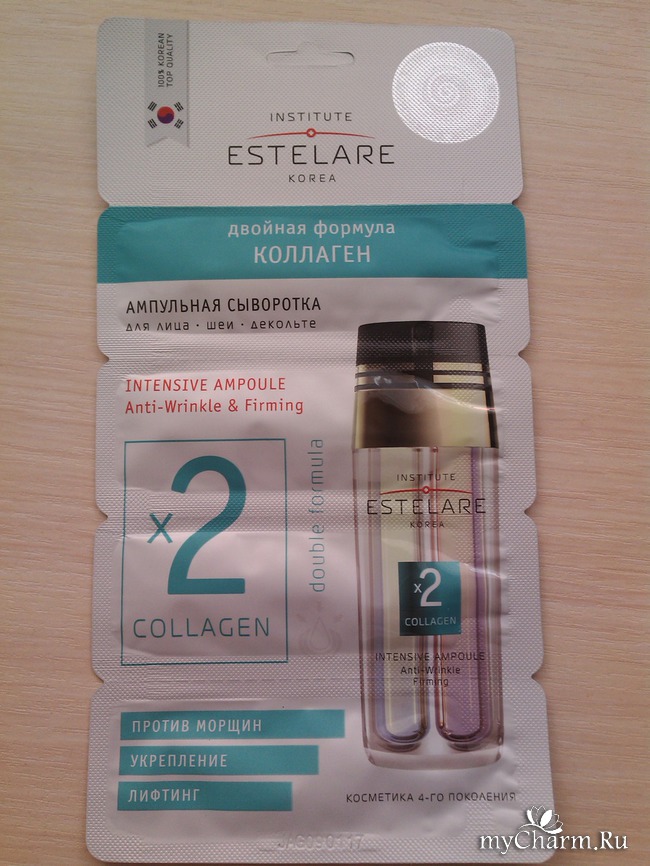 100% KOREAN
TOP QUALITY
INSTITUTE
ESTELARE
KOREA
двойная формула
КОЛЛАГЕН
АМПУЛЬНАЯ СЫВОРОТКА
для лица · шеи · декольте
INTENSIVE AMPOULE
Anti-Wrinkle & Firming
x2
COLLAGEN
double formula
INSTITUTE
ESTELARE
KOREA
x2
COLLAGEN
INTENSIVE AMPOULE
Anti-Wrinkle
Firming
ПРОТИВ МОРЩИН
УКРЕПЛЕНИЕ
ЛИФТИНГ
КОСМЕТИКА 4-ГО ПОКОЛЕНИЯ
myCharm.Ru